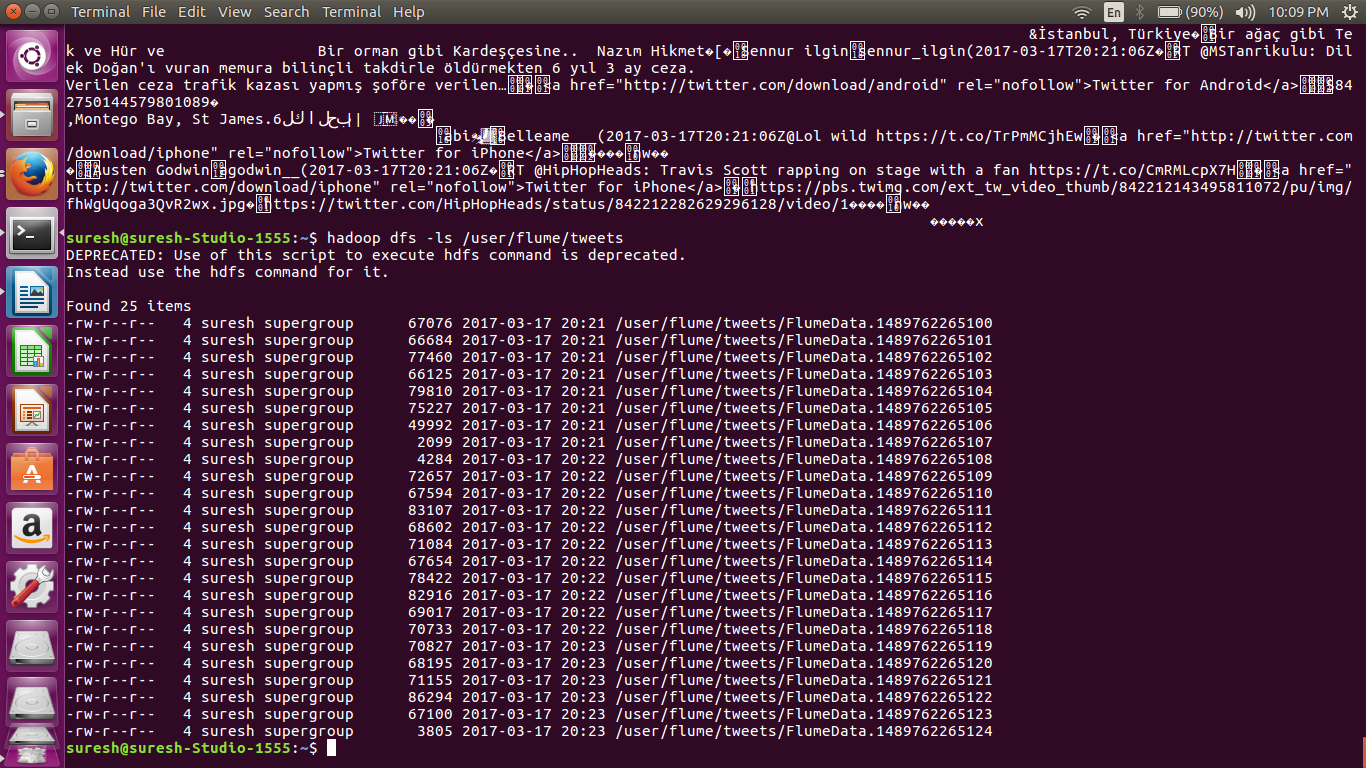 Terminal File Edit View Search Terminal Help En (90%) 10:09 PM
&İstanbul, Türkiye Bir ağaç gibi Te
k ve Hür ve Bir orman gibi Kardeşçesine.. Nazım Hikmet [ Sennur ilgin sennur_ilgin(2017-03-17T20:21:06Z RT @MSTanrikulu: Dil
ek Doğan'ı vuran memura bilinçli takdirle öldürmekten 6 yıl 3 ay ceza.
Verilen ceza trafik kazası yapmış şoföre verilen… <a href="http://twitter.com/download/android" rel="nofollow">Twitter for Android</a> 84
2750144579801089
,Montego Bay, St James.6
bi elleame__(2017-03-17T20:21:06Z@Lol wild https://t.co/TrPmMCjhEw <a href="http://twitter.com
/download/iphone" rel="nofollow">Twitter for iPhone</a> w
Austen Godwin godwin__(2017-03-17T20:21:06Z RT @HipHopHeads: Travis Scott rapping on stage with a fan https://t.co/CmRMLcpX7H <a href="
http://twitter.com/download/iphone" rel="nofollow">Twitter for iPhone</a> https://pbs.twimg.com/ext_tw_video_thumb/842212143495811072/pu/img/
fhWgUqoga3QvR2wx.jpg https://twitter.com/HipHopHeads/status/842212282629296128/video/1 w
x
suresh@suresh-Studio-1555:~$ hadoop dfs -ls /user/flume/tweets
DEPRECATED: Use of this script to execute hdfs command is deprecated.
Instead use the hdfs command for it.
Found 25 items
-rw-r--r-- 4 suresh supergroup 67076 2017-03-17 20:21 /user/flume/tweets/FlumeData.1489762265100
-rw-r--r-- 4 suresh supergroup 66684 2017-03-17 20:21 /user/flume/tweets/FlumeData.1489762265101
-rw-r--r-- 4 suresh supergroup 77460 2017-03-17 20:21 /user/flume/tweets/FlumeData.1489762265102
-rw-r--r-- 4 suresh supergroup 66125 2017-03-17 20:21 /user/flume/tweets/FlumeData.1489762265103
-rw-r--r-- 4 suresh supergroup 79810 2017-03-17 20:21 /user/flume/tweets/FlumeData.1489762265104
-rw-r--r-- 4 suresh supergroup 75227 2017-03-17 20:21 /user/flume/tweets/FlumeData.1489762265105
-rw-r--r-- 4 suresh supergroup 49992 2017-03-17 20:21 /user/flume/tweets/FlumeData.1489762265106
-rw-r--r-- 4 suresh supergroup 2099 2017-03-17 20:21 /user/flume/tweets/FlumeData.1489762265107
-rw-r--r-- 4 suresh supergroup 4284 2017-03-17 20:22 /user/flume/tweets/FlumeData.1489762265108
-rw-r--r-- 4 suresh supergroup 72657 2017-03-17 20:22 /user/flume/tweets/FlumeData.1489762265109
-rw-r--r-- 4 suresh supergroup 67594 2017-03-17 20:22 /user/flume/tweets/FlumeData.1489762265110
-rw-r--r-- 4 suresh supergroup 83107 2017-03-17 20:22 /user/flume/tweets/FlumeData.1489762265111
-rw-r--r-- 4 suresh supergroup 68602 2017-03-17 20:22 /user/flume/tweets/FlumeData.1489762265112
-rw-r--r-- 4 suresh supergroup 71084 2017-03-17 20:22 /user/flume/tweets/FlumeData.1489762265113
-rw-r--r-- 4 suresh supergroup 67654 2017-03-17 20:22 /user/flume/tweets/FlumeData.1489762265114
-rw-r--r-- 4 suresh supergroup 78422 2017-03-17 20:22 /user/flume/tweets/FlumeData.1489762265115
-rw-r--r-- 4 suresh supergroup 82916 2017-03-17 20:22 /user/flume/tweets/FlumeData.1489762265116
-rw-r--r-- 4 suresh supergroup 69017 2017-03-17 20:22 /user/flume/tweets/FlumeData.1489762265117
-rw-r--r-- 4 suresh supergroup 70733 2017-03-17 20:22 /user/flume/tweets/FlumeData.1489762265118
-rw-r--r-- 4 suresh supergroup 70827 2017-03-17 20:23 /user/flume/tweets/FlumeData.1489762265119
-rw-r--r-- 4 suresh supergroup 68195 2017-03-17 20:23 /user/flume/tweets/FlumeData.1489762265120
-rw-r--r-- 4 suresh supergroup 71155 2017-03-17 20:23 /user/flume/tweets/FlumeData.1489762265121
-rw-r--r-- 4 suresh supergroup 86294 2017-03-17 20:23 /user/flume/tweets/FlumeData.1489762265122
-rw-r--r-- 4 suresh supergroup 67100 2017-03-17 20:23 /user/flume/tweets/FlumeData.1489762265123
-rw-r--r-- 4 suresh supergroup 3805 2017-03-17 20:23 /user/flume/tweets/FlumeData.1489762265124
suresh@suresh-Studio-1555:~$